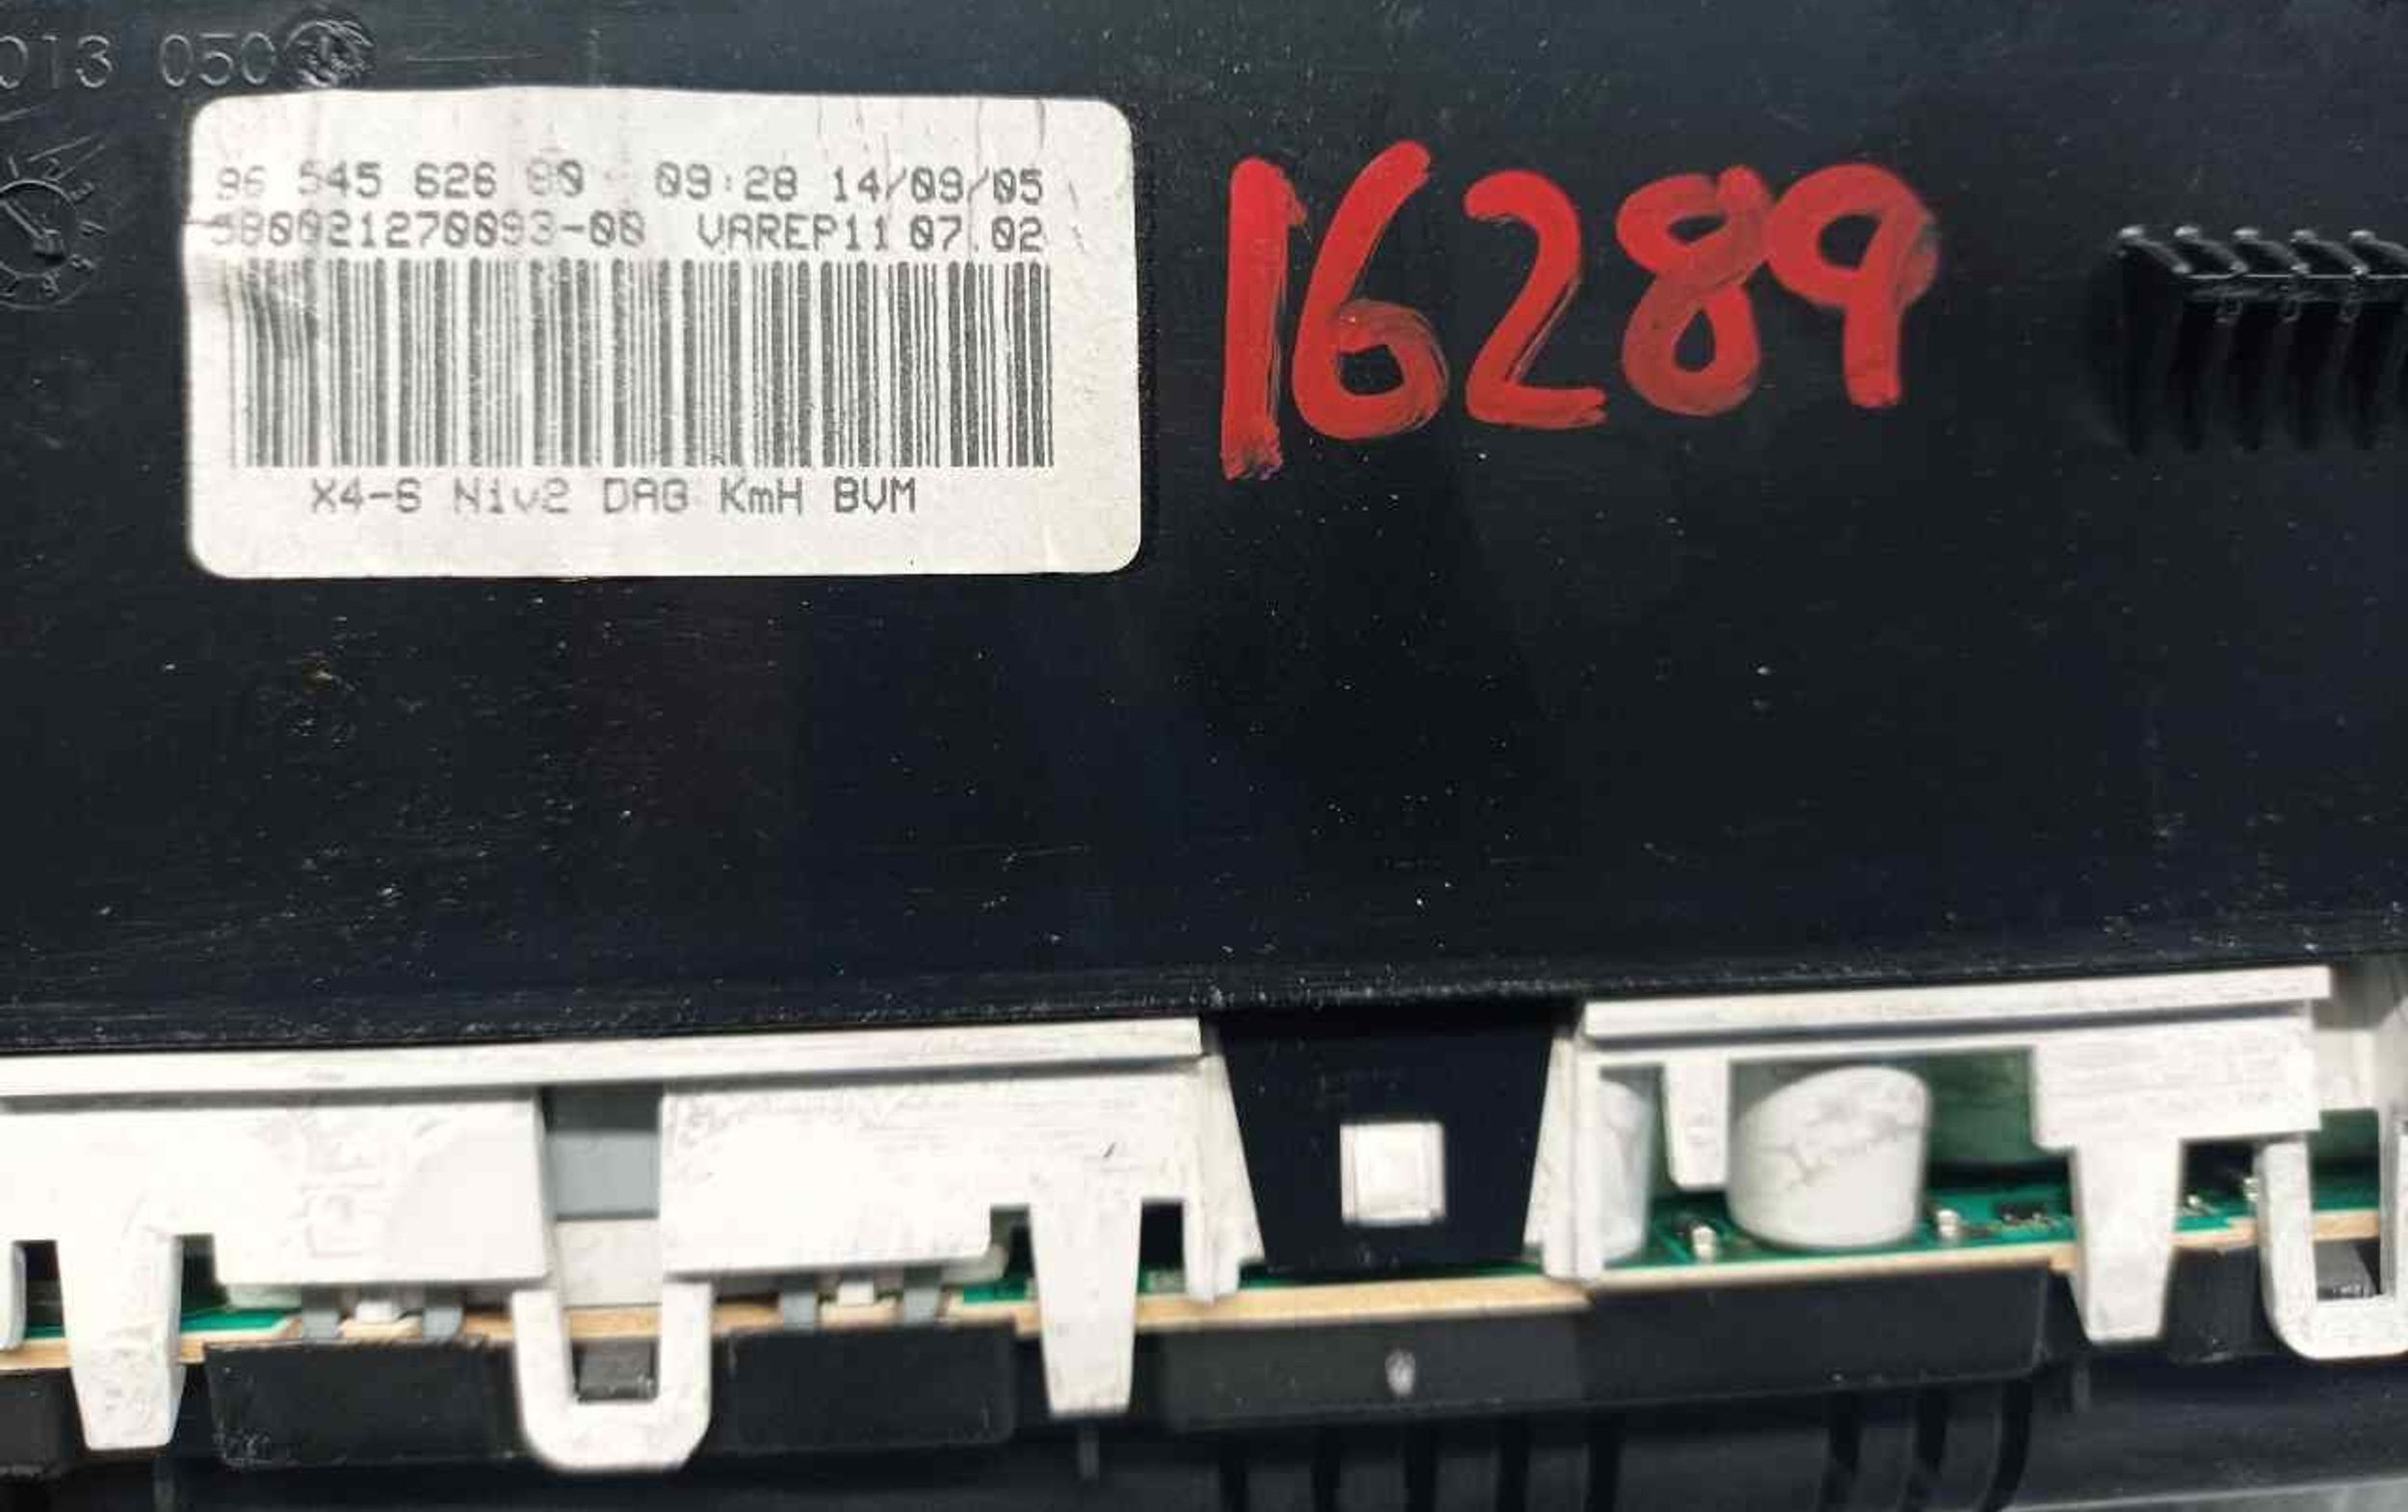 013 050
96 545 626 80 09:28 14/09/05
580021270093-00 VAREP11 07.02
X4-S Niv2 DAG KmH BVM
16289